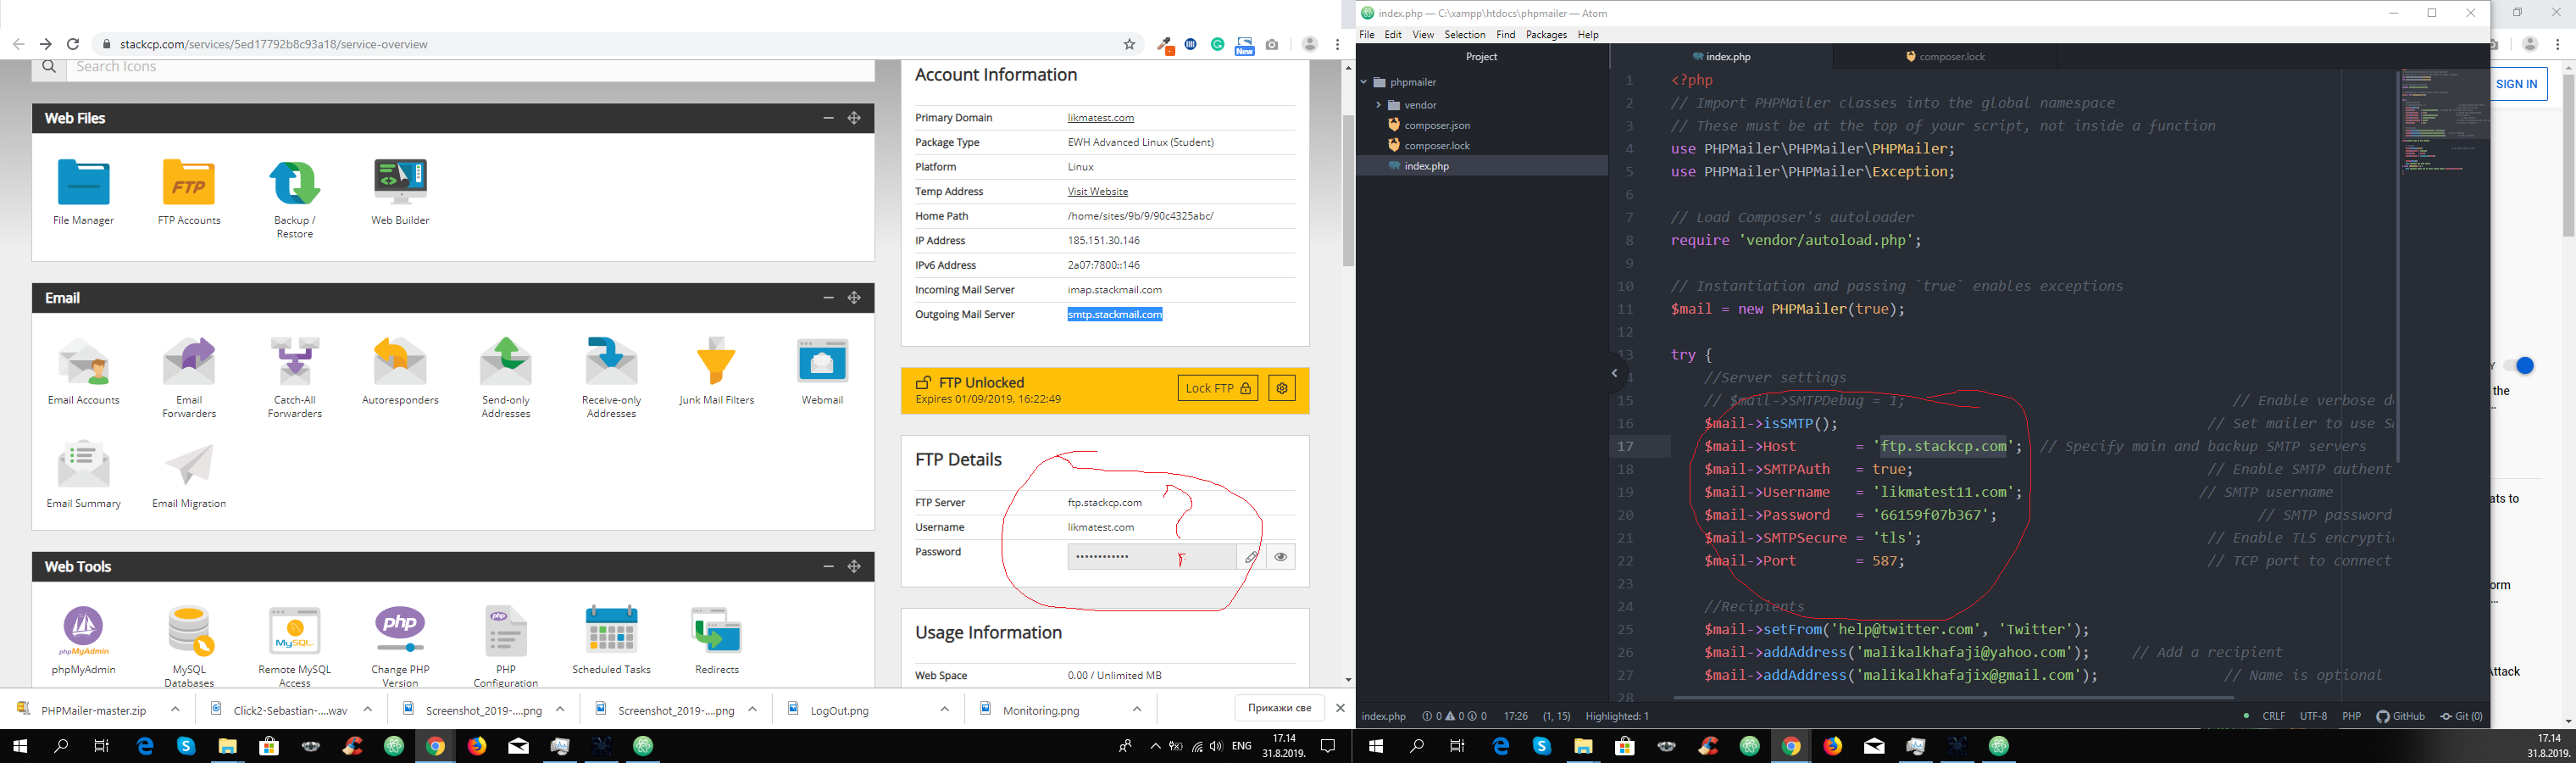 stackcp.com/services/5ed17792b8c93a18/service-overview
New
Search Icons
Web Files
File Manager
FTP
FTP Accounts
Backup /
Restore
Web Builder
Email
Email Accounts
Email
Forwarders
Catch-All
Forwarders
Autoresponders
Send-only
Addresses
Receive-only
Addresses
Junk Mail Filters
Webmail
Email Summary
Email Migration
Web Tools
phpMyAdmin
phpMyAdmin
MySQL
Databases
MySQL
Remote MySQL
Access
php
Change PHP
Version
php
PHP
Configuration
Scheduled Tasks
Redirects
Account Information
Primary Domain likmatest.com
Package Type EWH Advanced Linux (Student)
Platform Linux
Temp Address Visit Website
Home Path /home/sites/9b/9/90c4325abc/
IP Address 185.151.30.146
IPv6 Address 2a07:7800::146
Incoming Mail Server imap.stackmail.com
Outgoing Mail Server smtp.stackmail.com
FTP Unlocked
Expires 01/09/2019, 16:22:49
Lock FTP
FTP Details
FTP Server ftp.stackcp.com
Username likmatest.com
Password ••••••••••••
Usage Information
Web Space 0.00 / Unlimited MB
PHPMailer-master.zip
Click2-Sebastian-....wav
Screenshot_2019-....png
Screenshot_2019-....png
LogOut.png
Monitoring.png
Прикажи све
ENG
17.14
31.8.2019.
index.php — C:\xampp\htdocs\phpmailer — Atom
File Edit View Selection Find Packages Help
Project
phpmailer
vendor
composer.json
composer.lock
index.php
index.php
composer.lock
1 <?php
2 // Import PHPMailer classes into the global namespace
3 // These must be at the top of your script, not inside a function
4 use PHPMailer\PHPMailer\PHPMailer;
5 use PHPMailer\PHPMailer\Exception;
6
7 // Load Composer's autoloader
8 require 'vendor/autoload.php';
9
10 // Instantiation and passing `true` enables exceptions
11 $mail = new PHPMailer(true);
12
13 try {
14 //Server settings
15 // $mail->SMTPDebug = 1; // Enable verbose de
16 $mail->isSMTP(); // Set mailer to use SM
17 $mail->Host = 'ftp.stackcp.com'; // Specify main and backup SMTP servers
18 $mail->SMTPAuth = true; // Enable SMTP authent
19 $mail->Username = 'likmatest11.com'; // SMTP username
20 $mail->Password = '66159f07b367'; // SMTP password
21 $mail->SMTPSecure = 'tls'; // Enable TLS encryptio
22 $mail->Port = 587; // TCP port to connect
23
24 //Recipients
25 $mail->setFrom('help@twitter.com', 'Twitter');
26 $mail->addAddress('malikalkhafaji@yahoo.com'); // Add a recipient
27 $mail->addAddress('malikalkhafajix@gmail.com'); // Name is optional
28
index.php 0 0 0 17:26 (1, 15) Highlighted: 1
CRLF UTF-8 PHP GitHub Git (0)
SIGN IN
the
ats to
orm
ttack
17.14
31.8.2019.